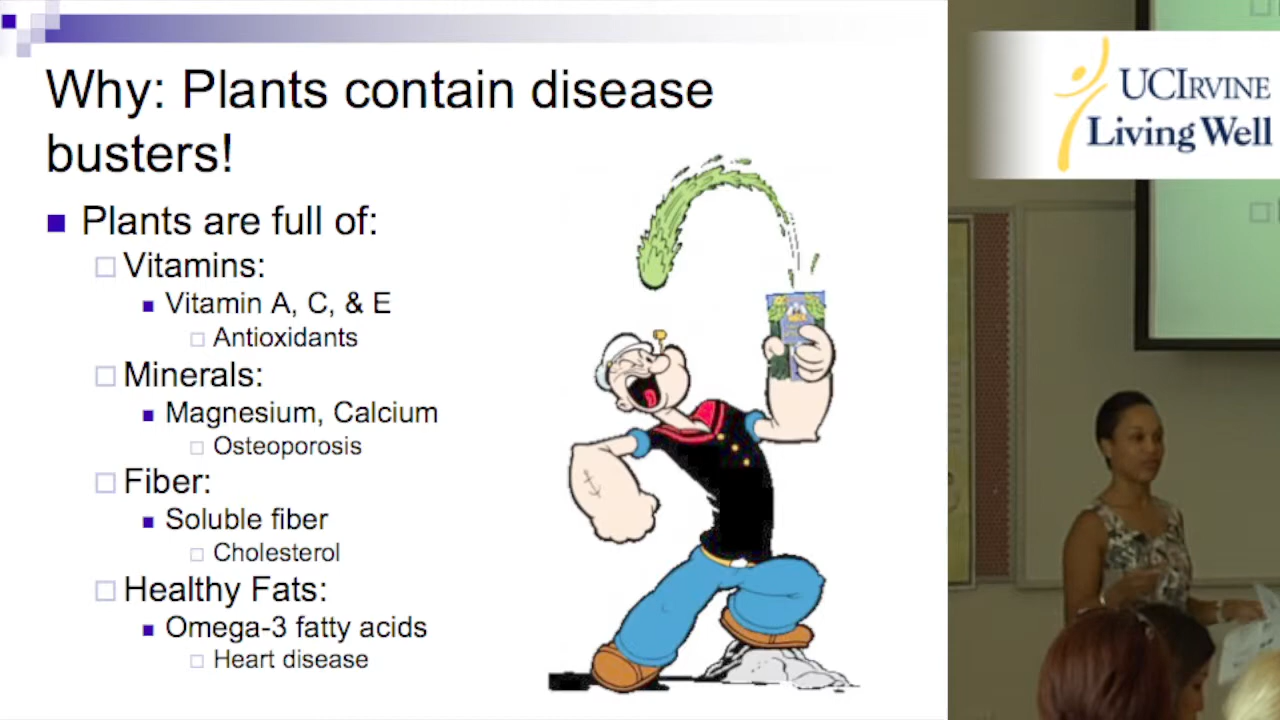 Why: Plants contain disease
busters!
Plants are full of:
Vitamins:
Vitamin A, C, & E
Antioxidants
Minerals:
Magnesium, Calcium
Osteoporosis
Fiber:
Soluble fiber
Cholesterol
Healthy Fats:
Omega-3 fatty acids
Heart disease
UCIRVINE
Living Well